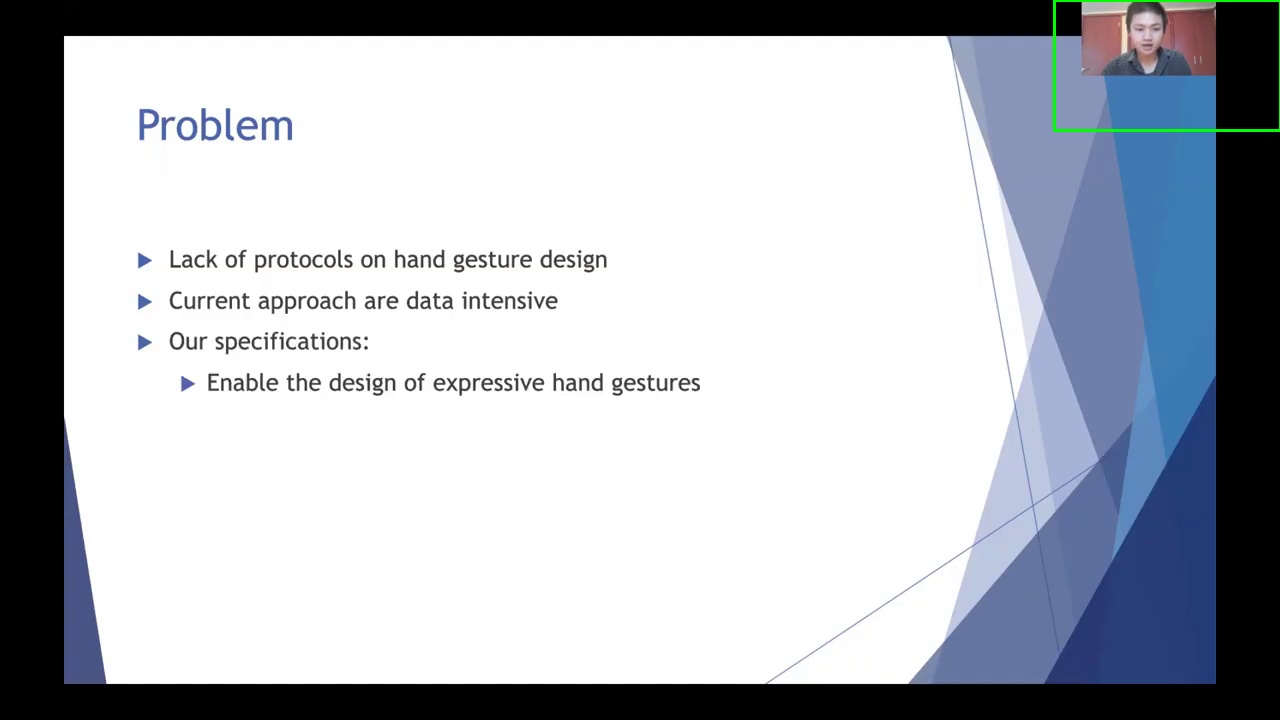 Problem
Lack of protocols on hand gesture design
Current approach are data intensive
Our specifications:
Enable the design of expressive hand gestures